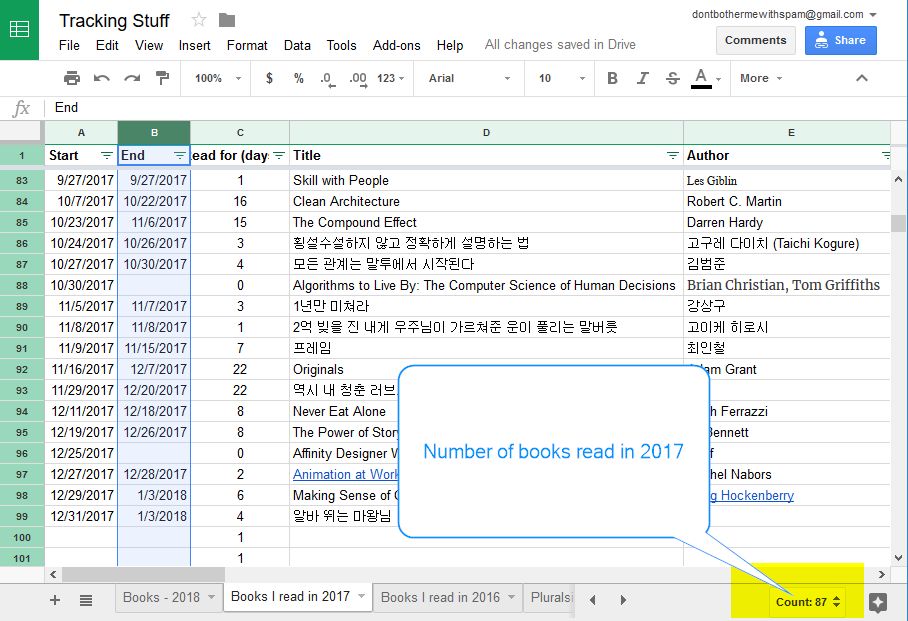 Tracking Stuff
dontbothermewithspam@gmail.com
File Edit View Insert Format Data Tools Add-ons Help All changes saved in Drive
Comments Share
100% $ % .0 .00 123 Arial 10 B I S A More
fx End
A B C D E
1 Start End ead for (day Title Author
83 9/27/2017 9/27/2017 1 Skill with People Les Giblin
84 10/7/2017 10/22/2017 16 Clean Architecture Robert C. Martin
85 10/23/2017 11/6/2017 15 The Compound Effect Darren Hardy
86 10/24/2017 10/26/2017 3 횡설수설하지 않고 정확하게 설명하는 법 고구레 다이치 (Taichi Kogure)
87 10/27/2017 10/30/2017 4 모든 관계는 말투에서 시작된다 김범준
88 10/30/2017 0 Algorithms to Live By: The Computer Science of Human Decisions Brian Christian, Tom Griffiths
89 11/5/2017 11/7/2017 3 1년만 미쳐라 강상구
90 11/8/2017 11/8/2017 1 2억 빚을 진 내게 우주님이 가르쳐준 운이 풀리는 말버릇 고이케 히로시
91 11/9/2017 11/15/2017 7 프레임 최인철
92 11/16/2017 12/7/2017 22 Originals am Grant
93 11/29/2017 12/20/2017 22 역시 내 청춘 러브
94 12/11/2017 12/18/2017 8 Never Eat Alone h Ferrazzi
95 12/19/2017 12/26/2017 8 The Power of Story Bennett
96 12/25/2017 0 Affinity Designer W f
97 12/27/2017 12/28/2017 2 Animation at Work hel Nabors
98 12/29/2017 1/3/2018 6 Making Sense of C g Hockenberry
99 12/31/2017 1/3/2018 4 알바 뛰는 마왕님
100 1
101 1
Number of books read in 2017
Books - 2018 Books I read in 2017 Books I read in 2016 Plurals Count: 87